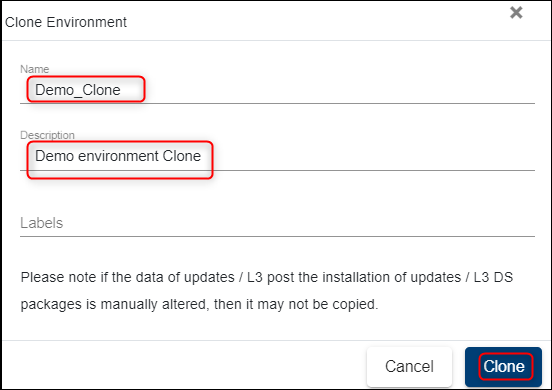 Clone Environment
Name
Demo_Clone
Description
Demo environment Clone
Labels
Please note if the data of updates / L3 post the installation of updates / L3 DS
packages is manually altered, then it may not be copied.
Cancel Clone